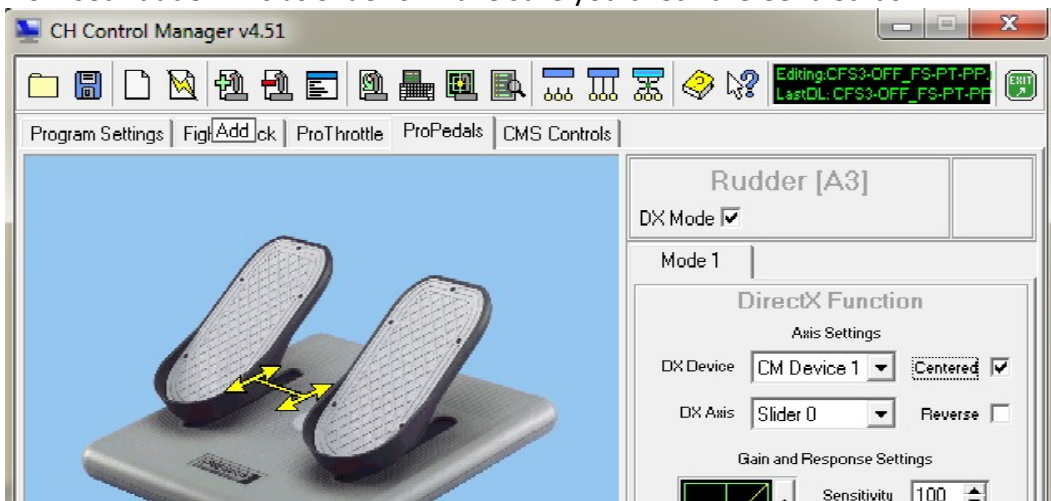 CH Control Manager v4.51
Editing:CFS3-OFF_FS-PT-PP.
LastDL: CFS3-OFF_FS-PT-PF
EXIT
Program Settings
Add
ProThrottle
ProPedals
CMS Controls
Rudder [A3]
DX Mode
Mode 1
DirectX Function
Axis Settings
DX Device CM Device 1 Centered
DX Axis Slider 0 Reverse
Gain and Response Settings
Sensitivity 100